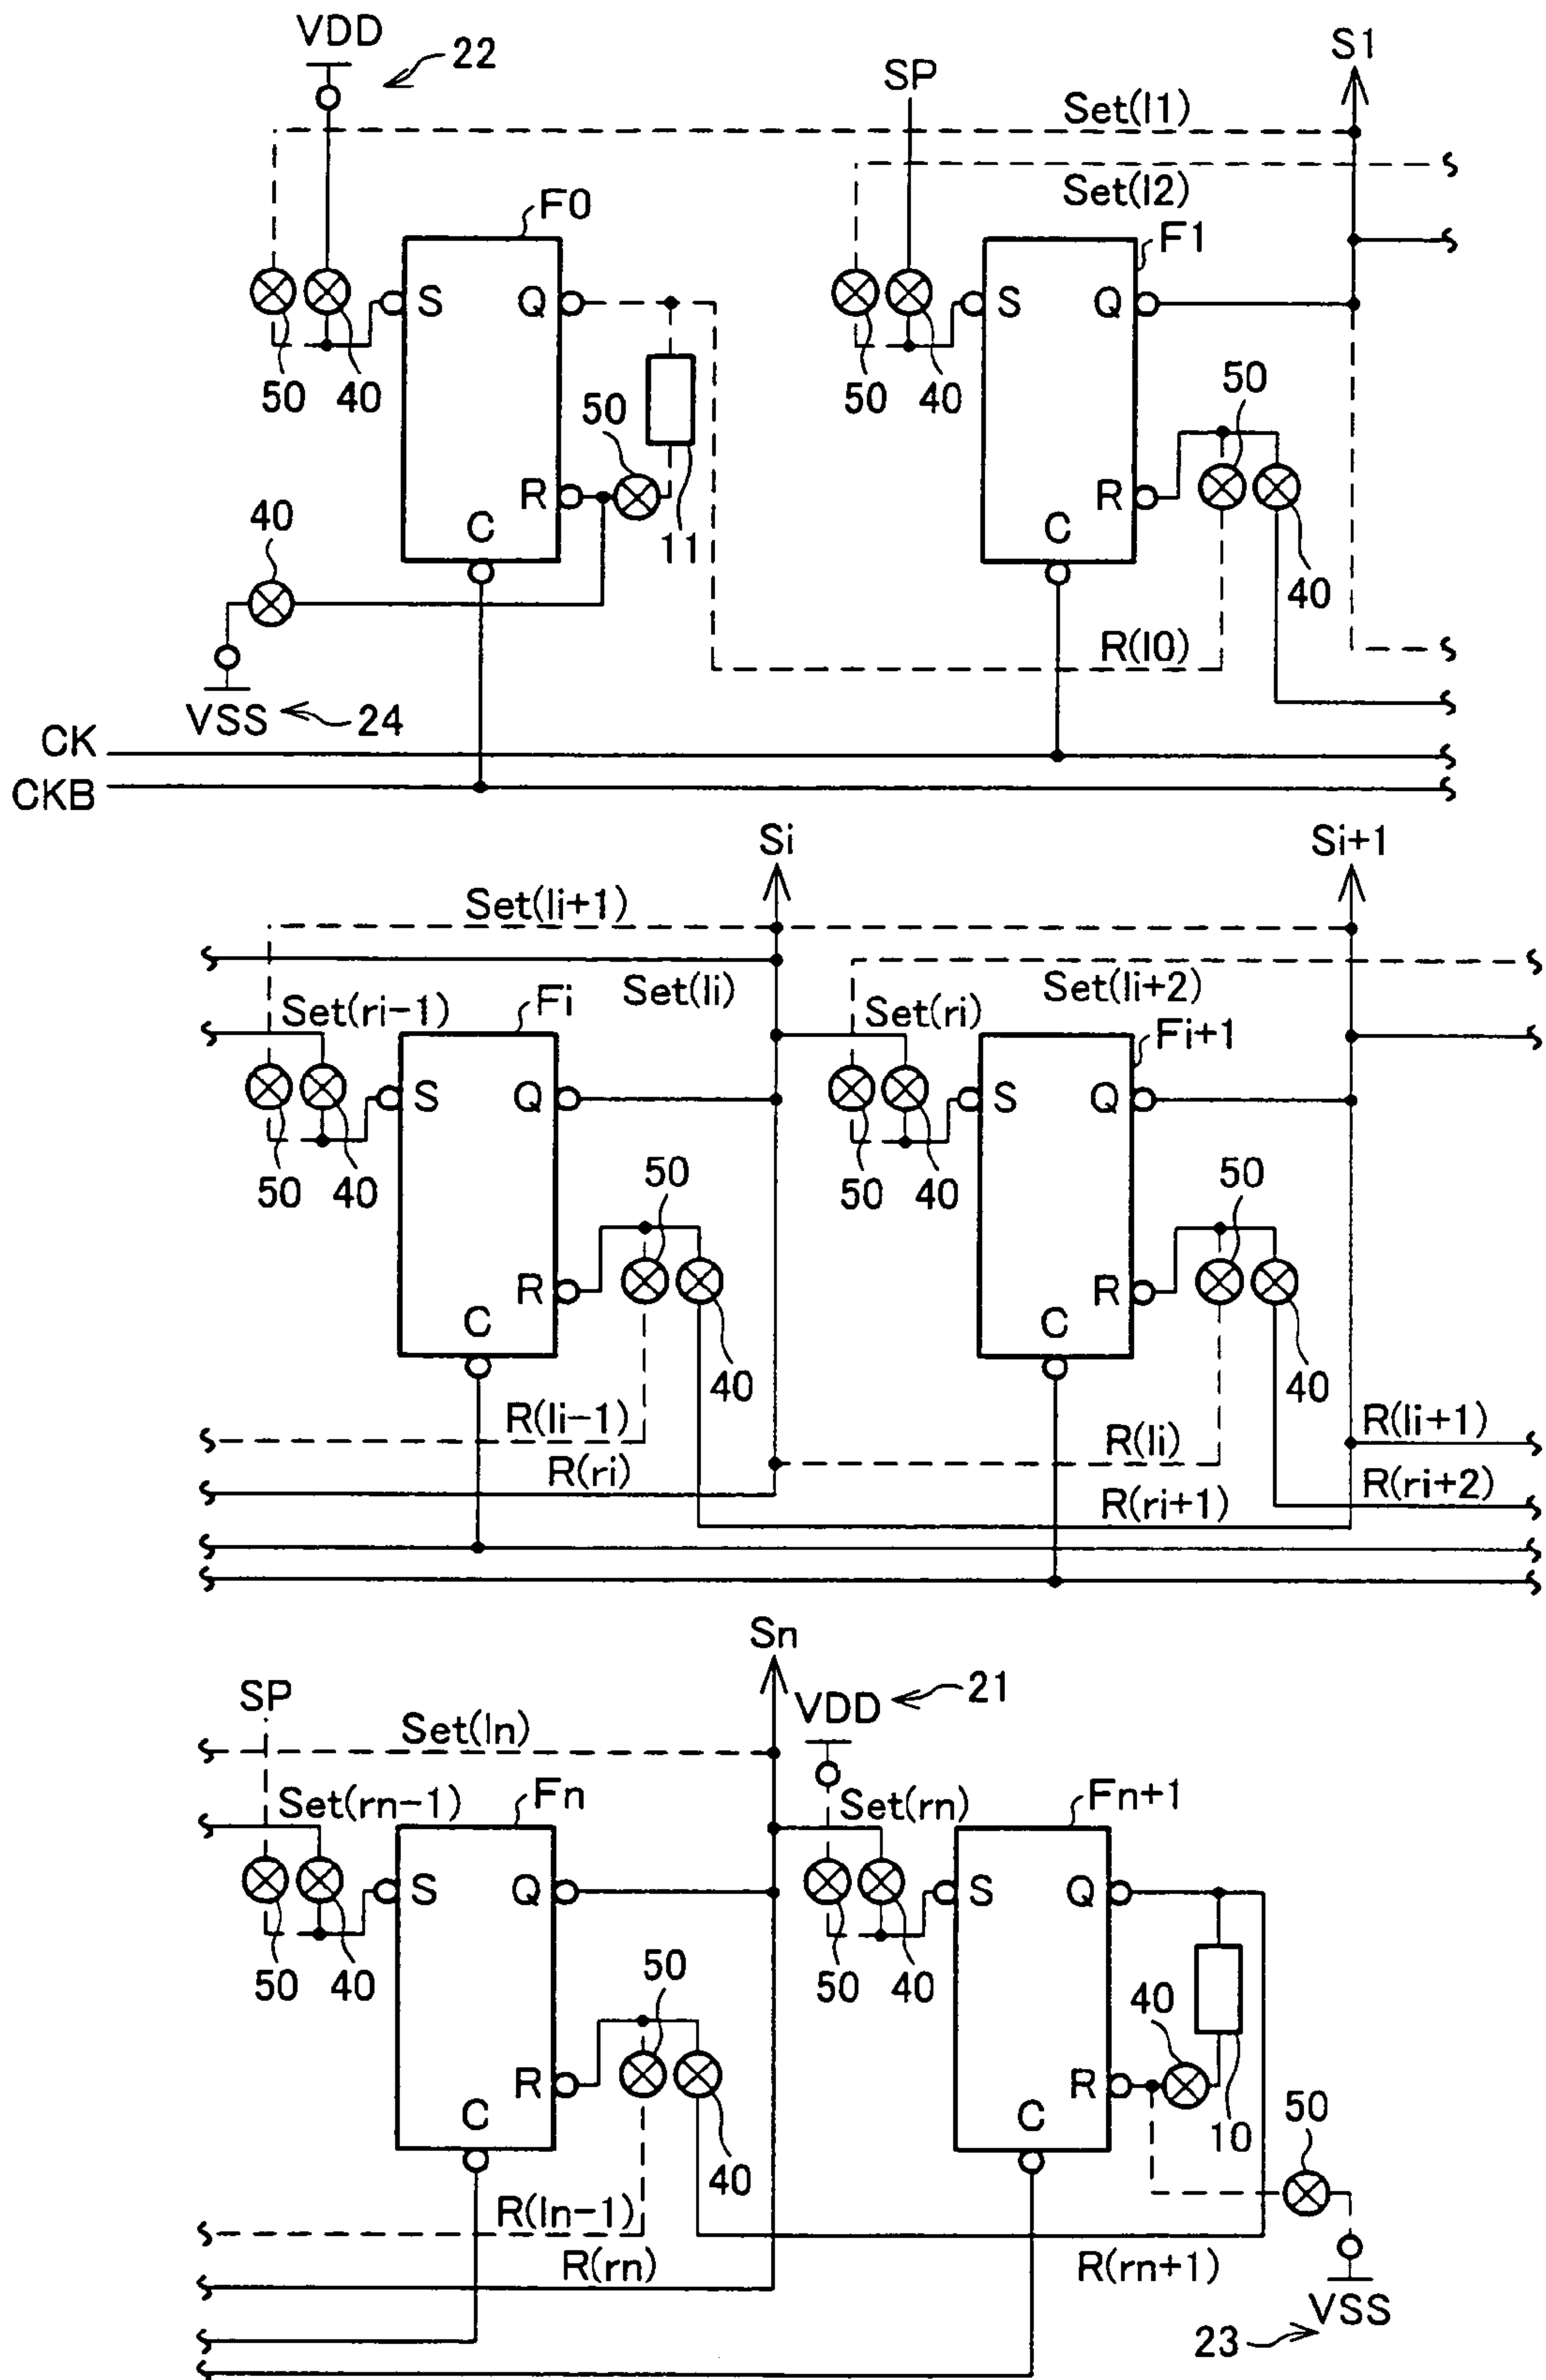 VDD
22
SP
S1
Set(l1)
Set(l2)
F0
F1
S
Q
S
Q
50
40
50
50
40
50
R
R
40
C
11
C
40
R(l0)
VSS
24
CK
CKB
Si
Si+1
Set(li+1)
Set(li)
Set(li+2)
Set(ri-1)
Fi
Set(ri)
Fi+1
S
Q
S
Q
50
40
50
50
40
50
R
R
C
40
C
40
R(li-1)
R(li)
R(li+1)
R(ri)
R(ri+1)
R(ri+2)
Sn
SP
VDD
21
Set(ln)
Set(rn-1)
Fn
Set(rn)
Fn+1
S
Q
S
Q
50
40
50
50
40
40
R
R
C
40
C
10
50
R(ln-1)
R(rn)
R(rn+1)
VSS
23